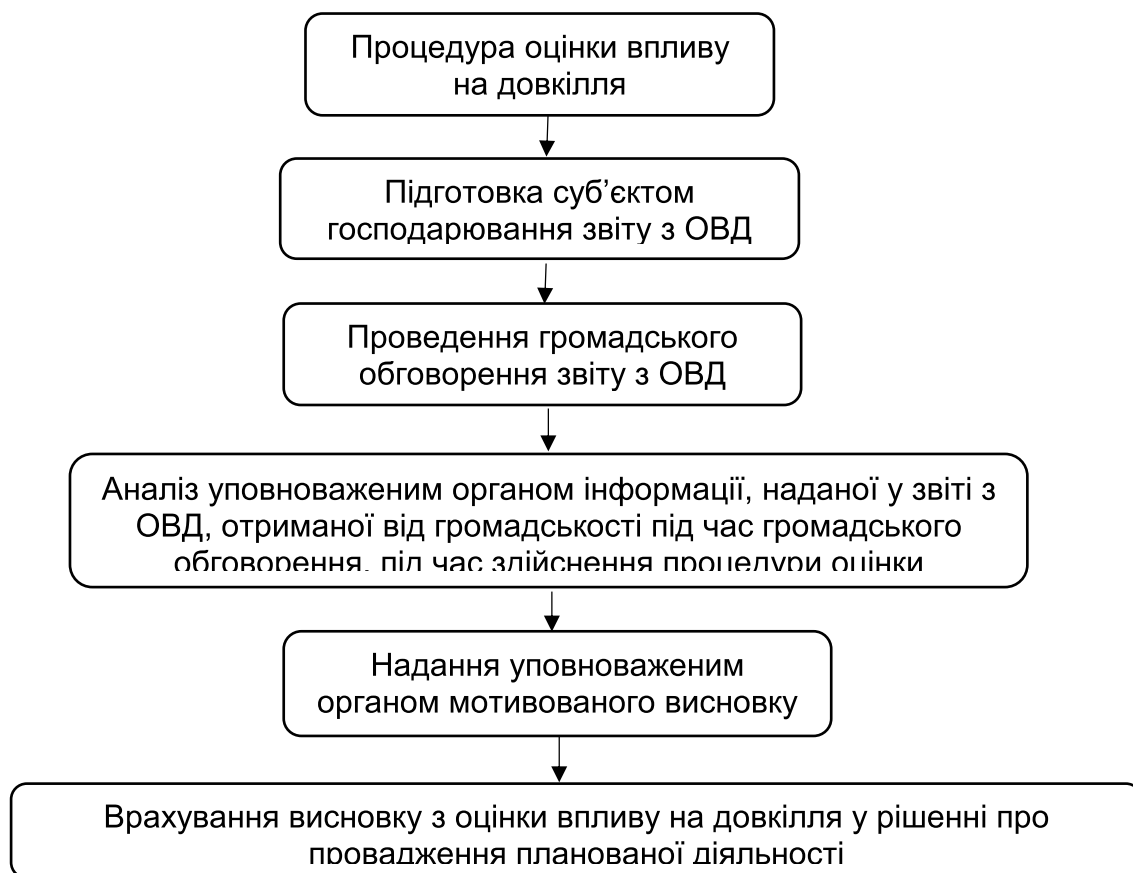 Процедура оцінки впливу
на довкілля
Підготовка суб’єктом
господарювання звіту з ОВД
Проведення громадського
обговорення звіту з ОВД
Аналіз уповноваженим органом інформації, наданої у звіті з
ОВД, отриманої від громадськості під час громадського
обговорення, під час здійснення процедури оцінки
Надання уповноваженим
органом мотивованого висновку
Врахування висновку з оцінки впливу на довкілля у рішенні про
провадження планованої діяльності